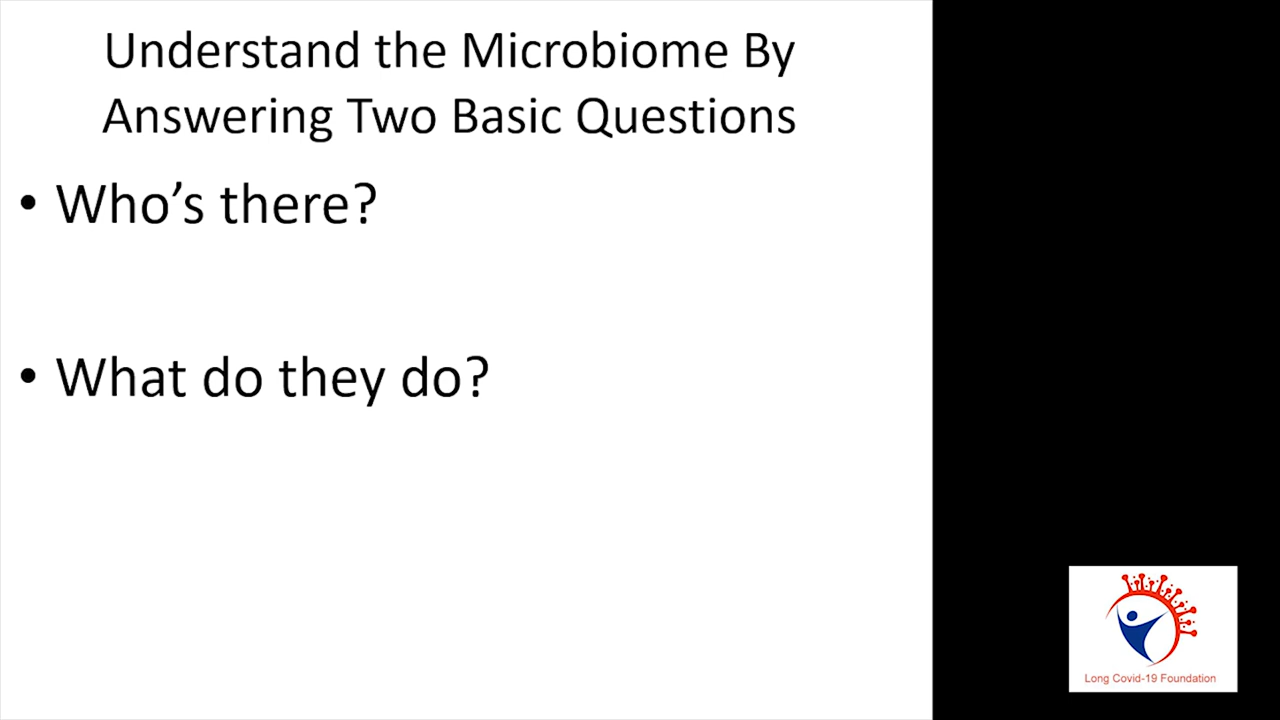 Understand the Microbiome By
Answering Two Basic Questions
• Who’s there?
• What do they do?
Long Covid-19 Foundation